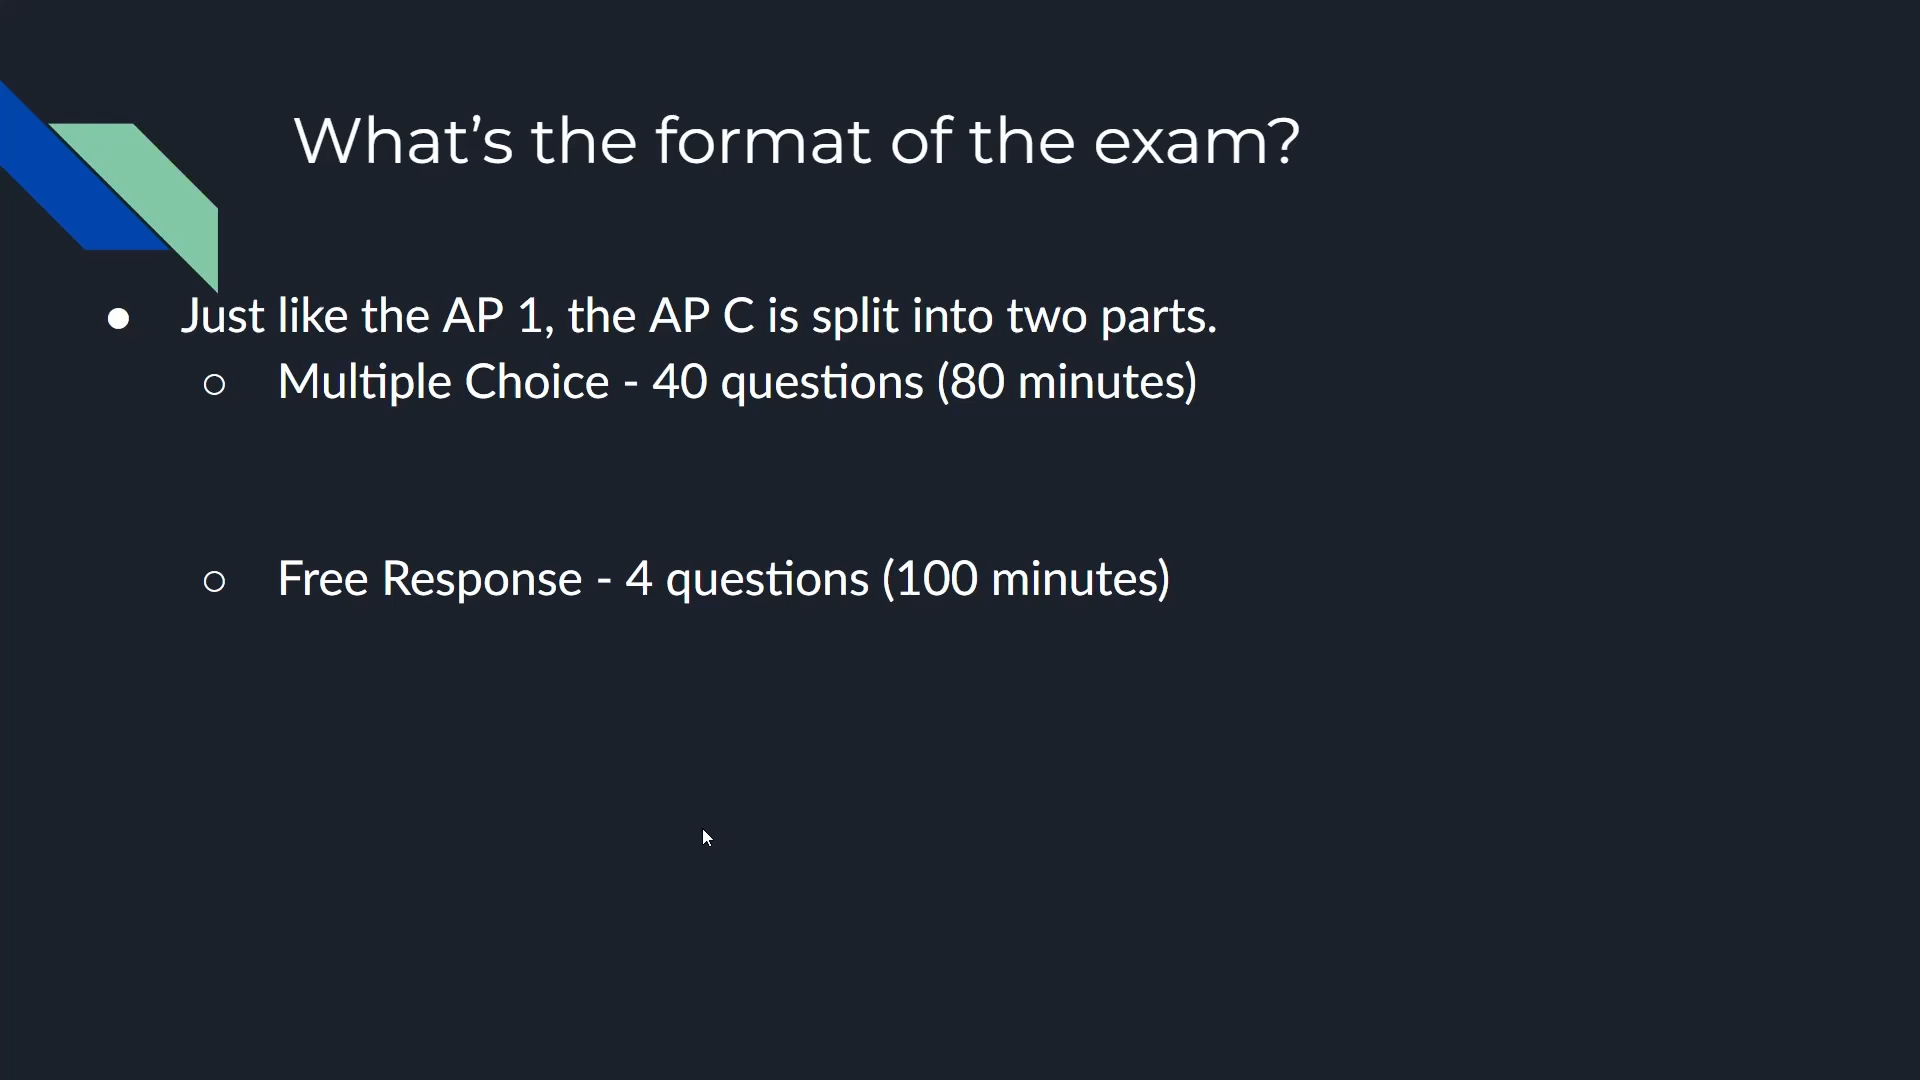 What’s the format of the exam?
● Just like the AP 1, the AP C is split into two parts.
○ Multiple Choice - 40 questions (80 minutes)
○ Free Response - 4 questions (100 minutes)